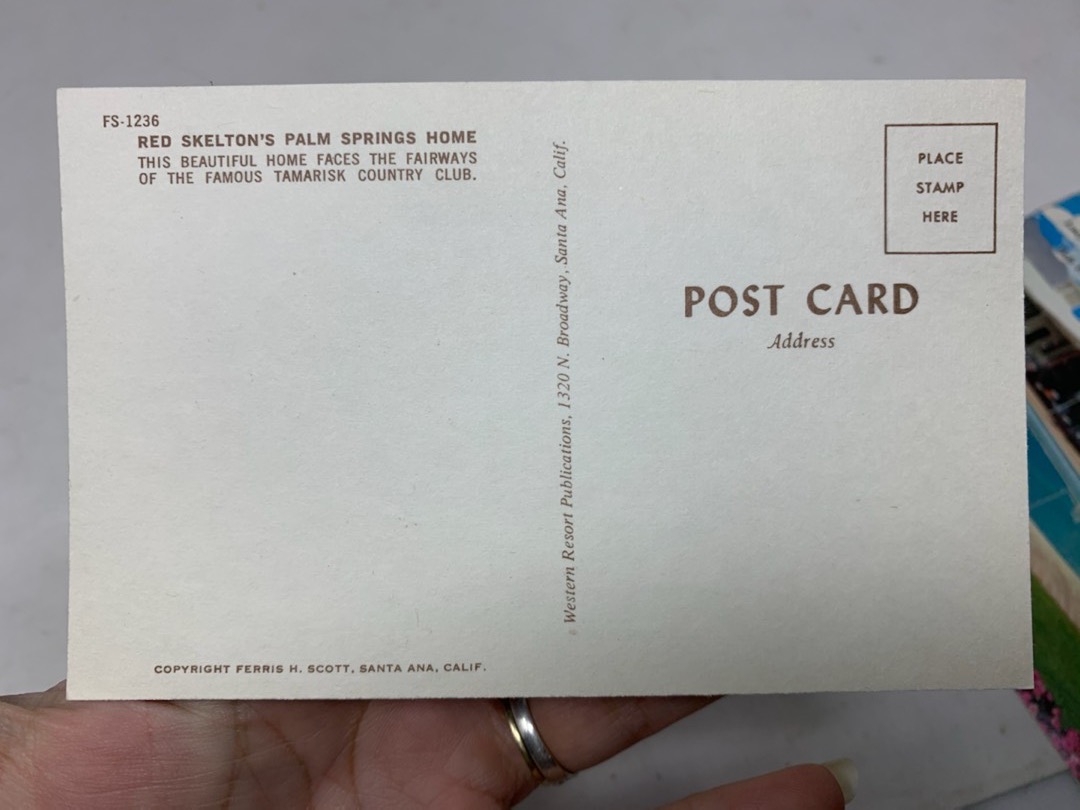 FS-1236
RED SKELTON'S PALM SPRINGS HOME
THIS BEAUTIFUL HOME FACES THE FAIRWAYS
OF THE FAMOUS TAMARISK COUNTRY CLUB.
COPYRIGHT FERRIS H. SCOTT, SANTA ANA, CALIF.
Western Resort Publications, 1320 N. Broadway, Santa Ana, Calif.
PLACE
STAMP
HERE
POST CARD
Address